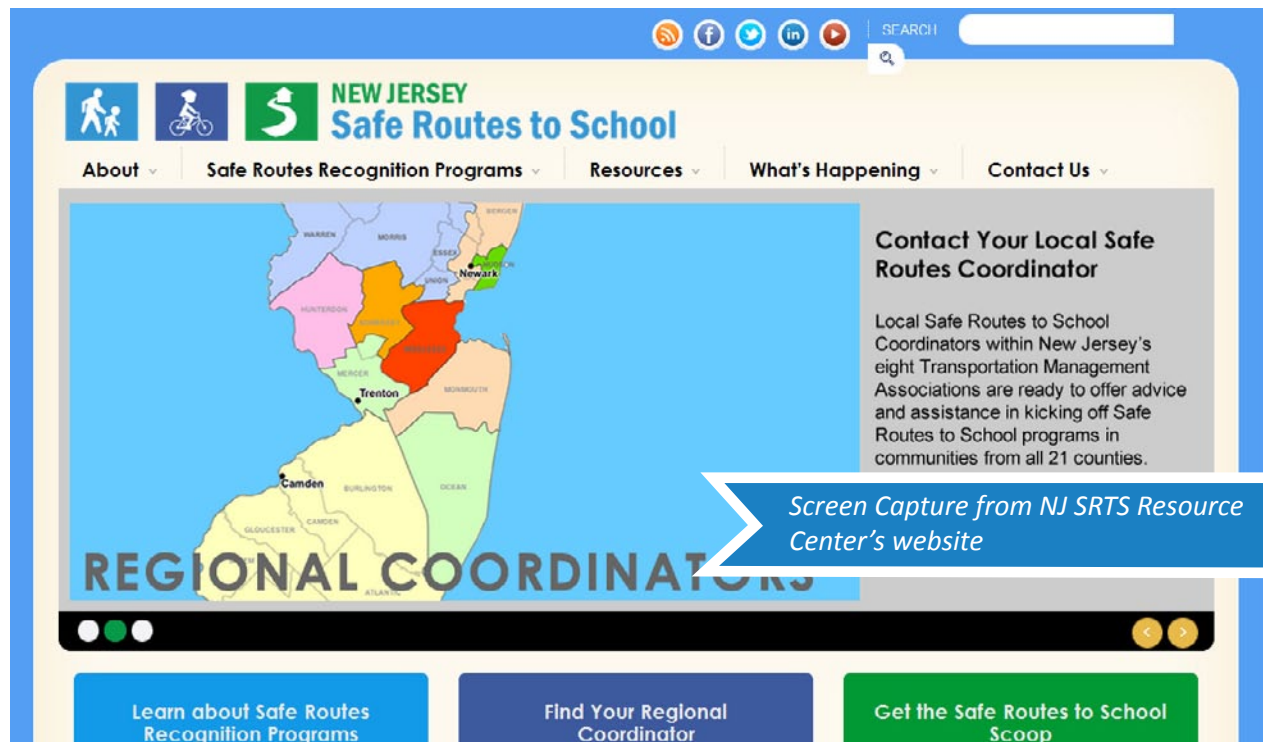 SEARCH
NEW JERSEY
Safe Routes to School
About
Safe Routes Recognition Programs
Resources
What's Happening
Contact Us
BERGEN
WARREN
MORRIS
ESSEX
HUDSON
Newark
UNION
HUNTERDON
SOMERSET
MIDDLESEX
MERCER
Trenton
MONMOUTH
Camden
BURLINGTON
OCEAN
GLOUCESTER
CAMDEN
ATLANTIC
REGIONAL COORDINATORS
Contact Your Local Safe
Routes Coordinator
Local Safe Routes to School
Coordinators within New Jersey's
eight Transportation Management
Associations are ready to offer advice
and assistance in kicking off Safe
Routes to School programs in
communities from all 21 counties.
Screen Capture from NJ SRTS Resource
Center's website
Learn about Safe Routes
Recognition Programs
Find Your Regional
Coordinator
Get the Safe Routes to School
Scoop